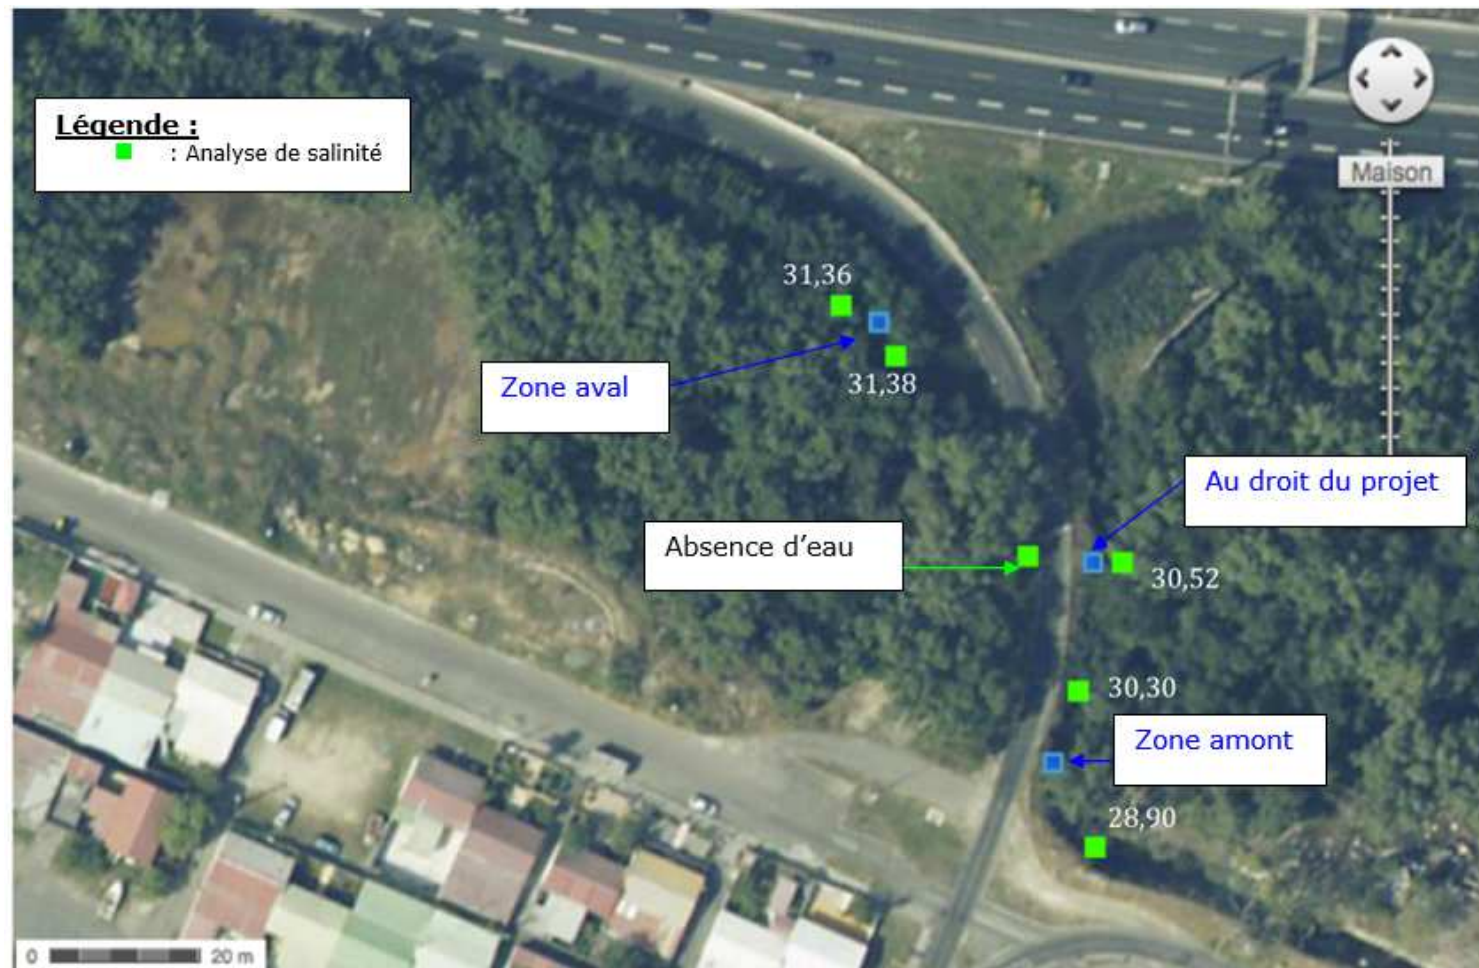 Légende :
: Analyse de salinité
Maison
31,36
Zone aval
31,38
Au droit du projet
Absence d'eau
30,52
30,30
Zone amont
28,90
0 20 m